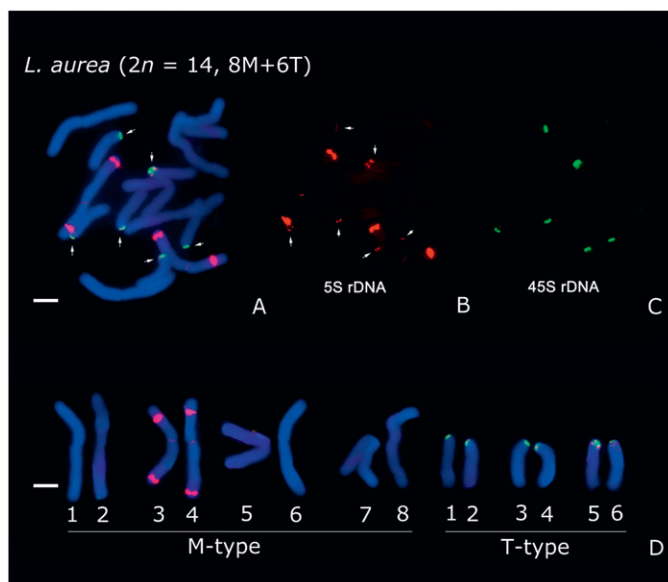 L. aurea (2n = 14, 8M+6T)
5S rDNA 45S rDNA
A B C
1 2 3 4 5 6 7 8 1 2 3 4 5 6
M-type T-type D